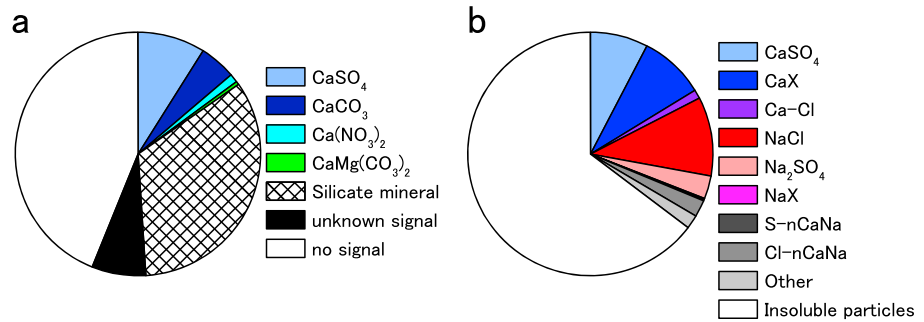 a
CaSO₄
CaCO₃
Ca(NO₃)₂
CaMg(CO₃)₂
Silicate mineral
unknown signal
no signal
b
CaSO₄
CaX
Ca-Cl
NaCl
Na₂SO₄
NaX
S-nCaNa
Cl-nCaNa
Other
Insoluble particles